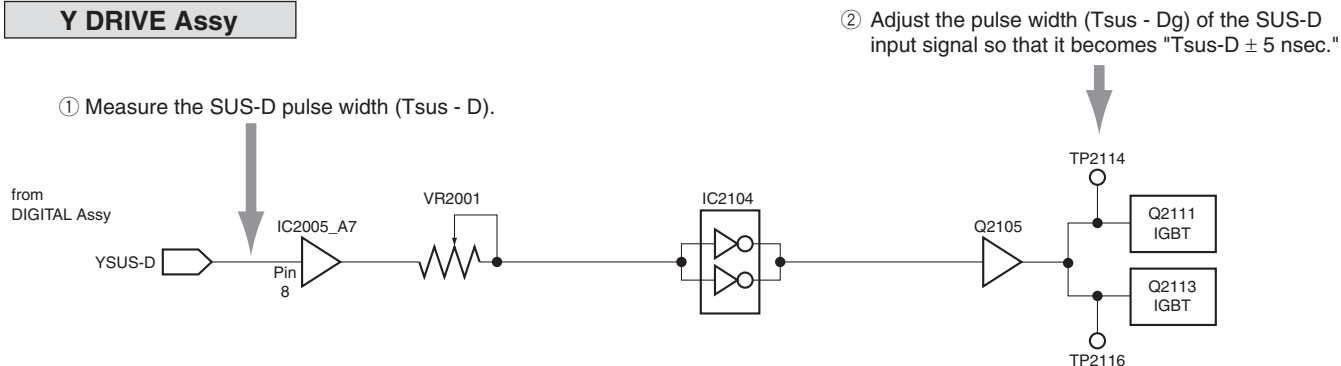 Y DRIVE Assy
② Adjust the pulse width (Tsus - Dg) of the SUS-D
input signal so that it becomes "Tsus-D ± 5 nsec."
① Measure the SUS-D pulse width (Tsus - D).
TP2114
from
DIGITAL Assy
VR2001
IC2104
IC2005_A7
Q2105
Q2111
IGBT
YSUS-D
Pin
8
Q2113
IGBT
TP2116